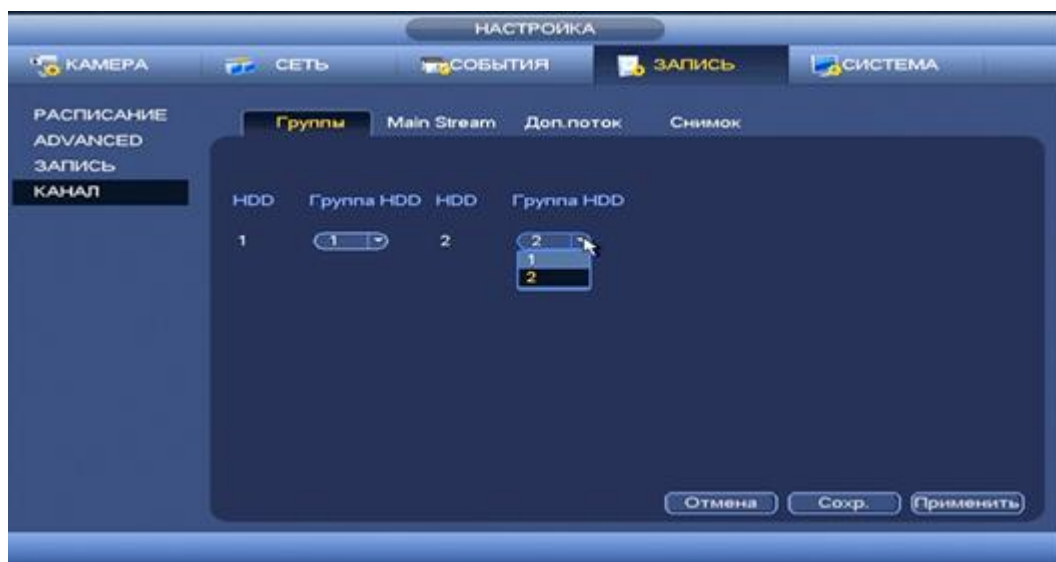 НАСТРОЙКА
КАМЕРА СЕТЬ СОБЫТИЯ ЗАПИСЬ СИСТЕМА
РАСПИСАНИЕ
ADVANCED
ЗАПИСЬ
КАНАЛ
Группы Main Stream Доп.поток Снимок
HDD Группа HDD HDD Группа HDD
1 1 2 2
1
2
Отмена Сохр. Применить